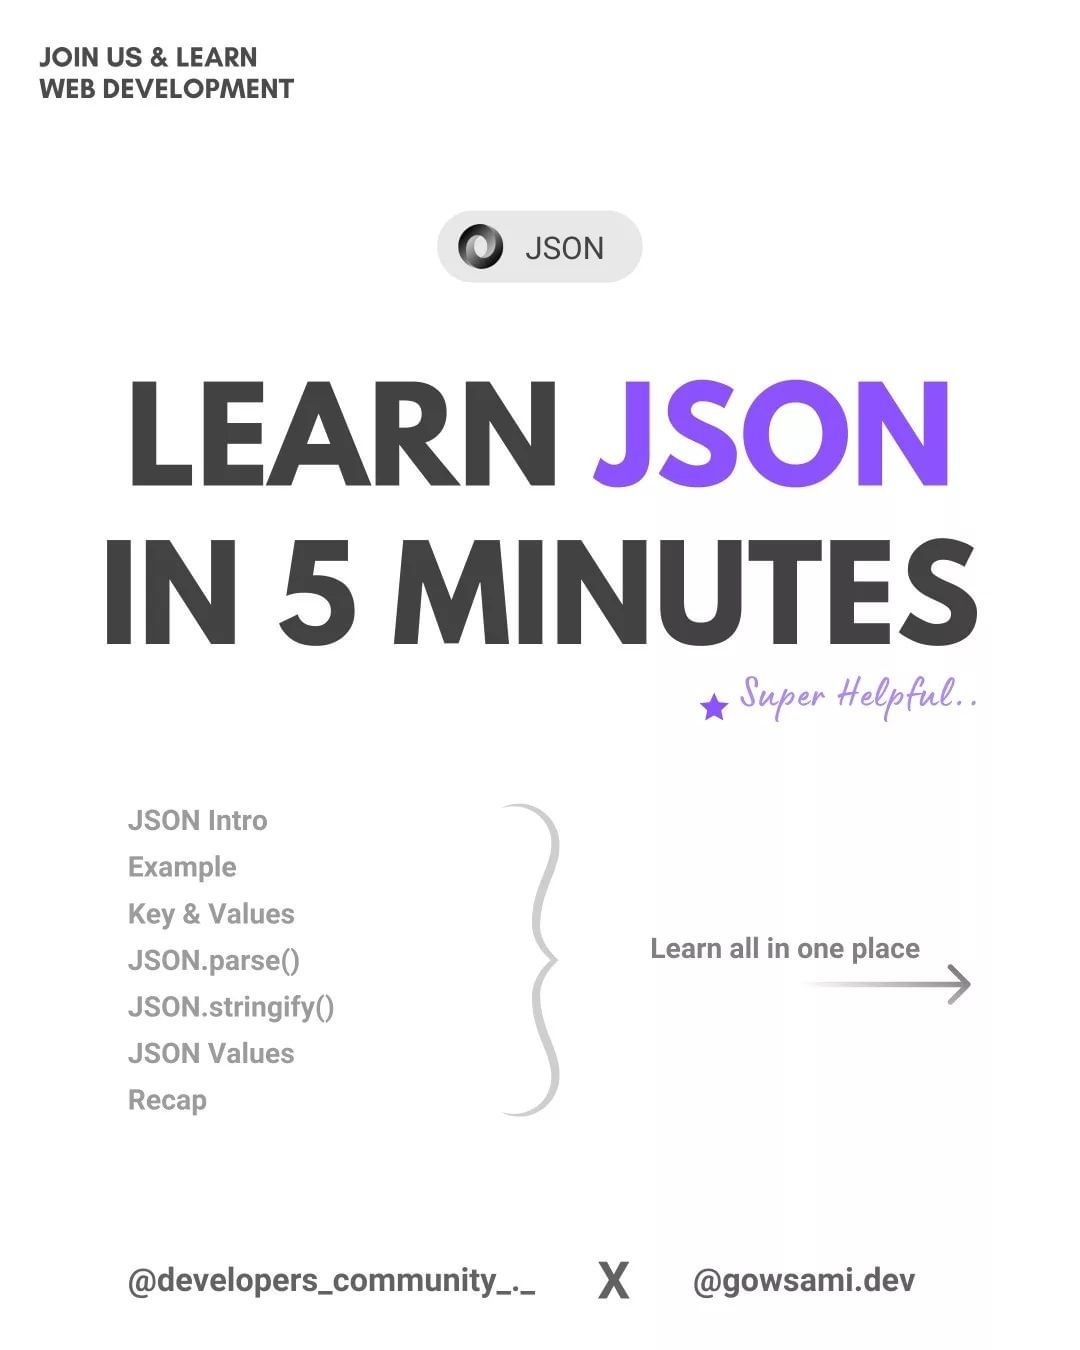 JOIN US & LEARN
WEB DEVELOPMENT
JSON
LEARN JSON
IN 5 MINUTES
Super Helpful..
JSON Intro
Example
Key & Values
JSON.parse()
JSON.stringify()
JSON Values
Recap
Learn all in one place
@developers_community_._ X @gowsami.dev